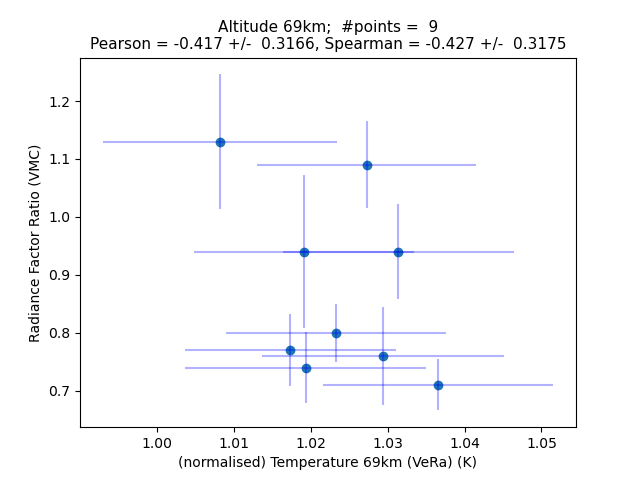 Altitude 69km;  #points =  9
Pearson = -0.417 +/-  0.3166, Spearman = -0.427 +/-  0.3175
1.2
1.1
1.0
0.9
0.8
0.7
Radiance Factor Ratio (VMC)
1.00 1.01 1.02 1.03 1.04 1.05
(normalised) Temperature 69km (VeRa) (K)